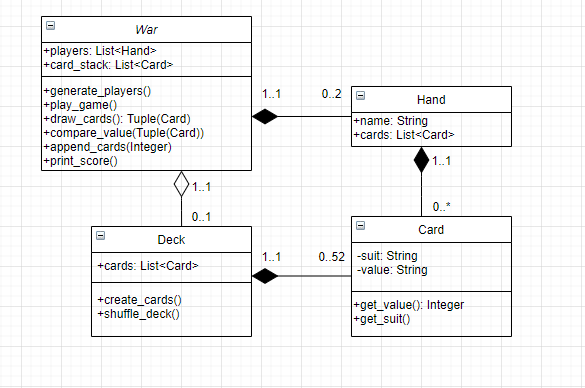 War
+players: List<Hand>
+card_stack: List<Card>
+generate_players()
+play_game()
+draw_cards(): Tuple(Card)
+compare_value(Tuple(Card))
+append_cards(Integer)
+print_score()
1..1
0..2
Hand
+name: String
+cards: List<Card>
1..1
0..*
1..1
0..1
Deck
+cards: List<Card>
+create_cards()
+shuffle_deck()
1..1
0..52
Card
-suit: String
-value: String
+get_value(): Integer
+get_suit()